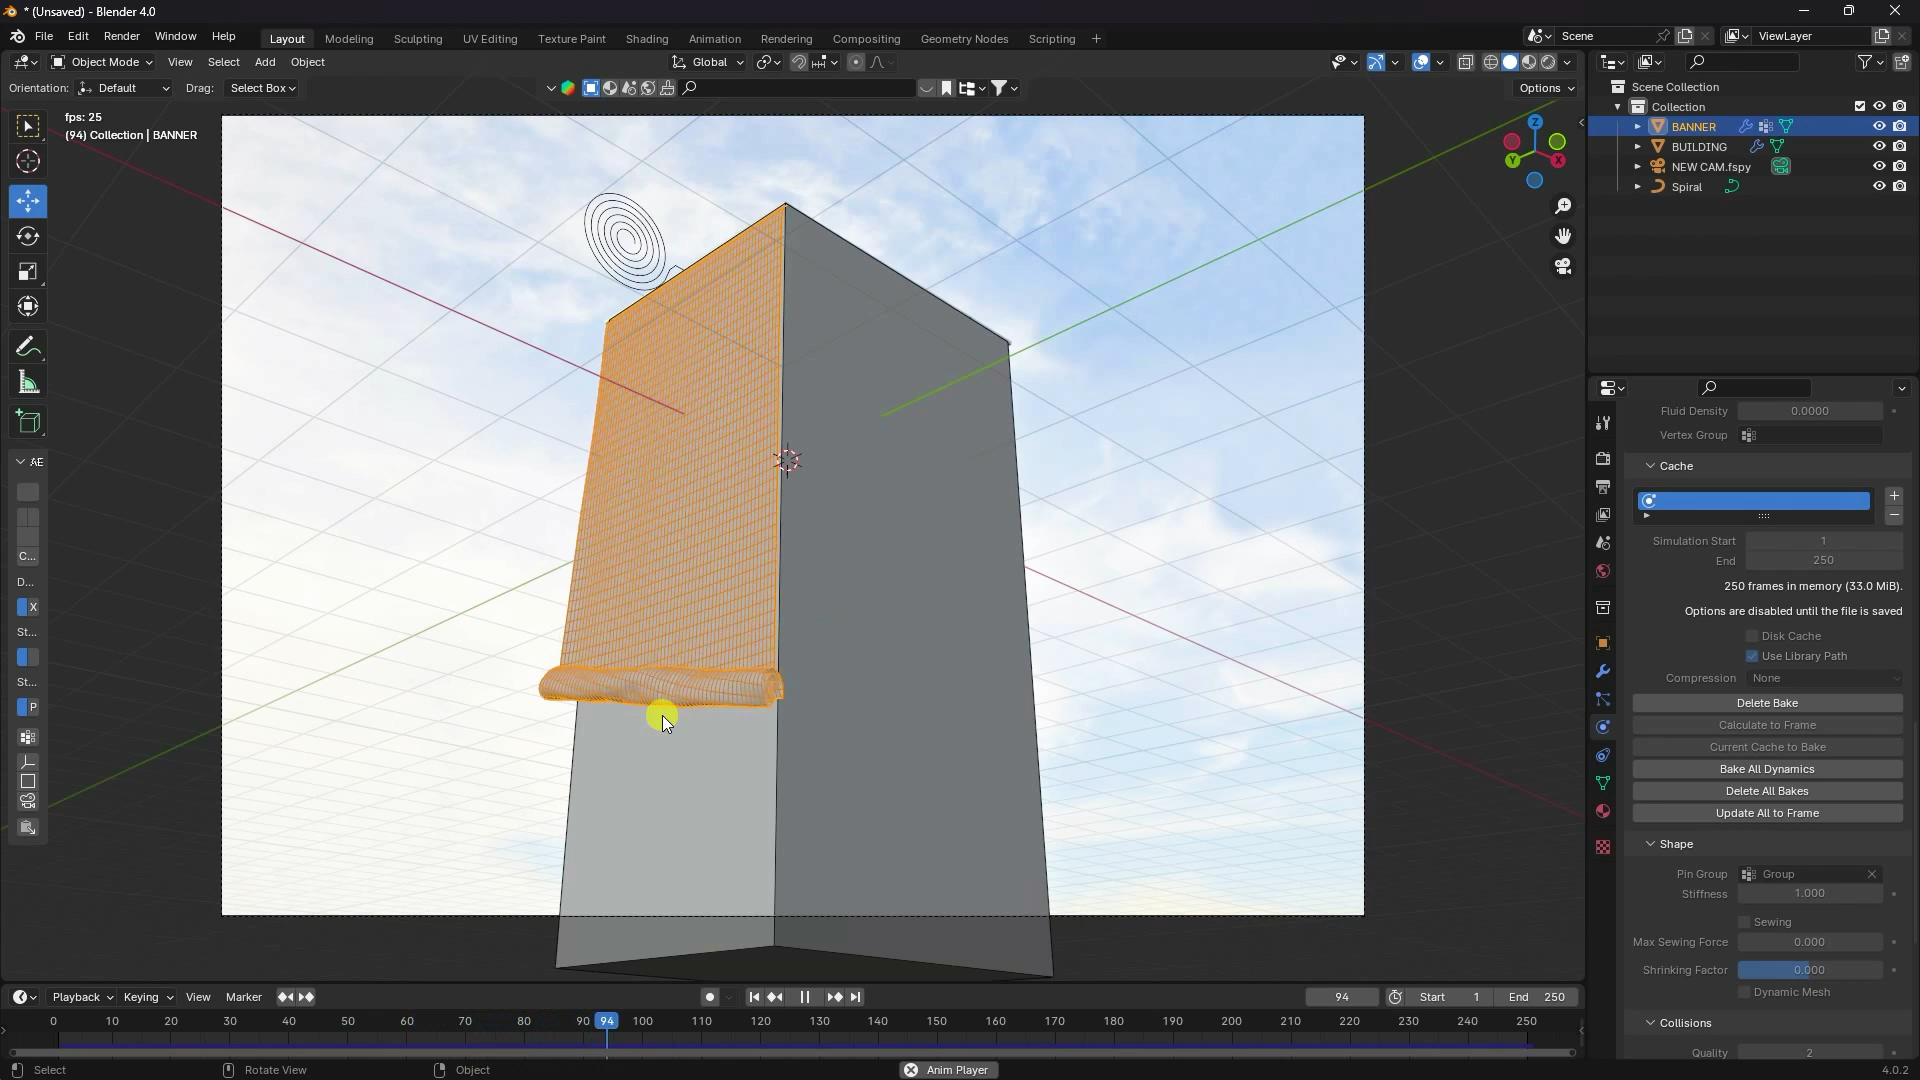 * (Unsaved) - Blender 4.0
File Edit Render Window Help Layout Modeling Sculpting UV Editing Texture Paint Shading Animation Rendering Compositing Geometry Nodes Scripting + Scene ViewLayer
Object Mode View Select Add Object Global
Orientation: Default Drag: Select Box Options
fps: 25
(94) Collection | BANNER
Z
Y
X
AE
C...
D...
X
St...
St...
P
Scene Collection
Collection
BANNER
BUILDING
NEW CAM.fspy
Spiral
Fluid Density 0.0000
Vertex Group
Cache
Simulation Start 1
End 250
250 frames in memory (33.0 MiB).
Options are disabled until the file is saved
Disk Cache
Use Library Path
Compression None
Delete Bake
Calculate to Frame
Current Cache to Bake
Bake All Dynamics
Delete All Bakes
Update All to Frame
Shape
Pin Group Group
Stiffness 1.000
Sewing
Max Sewing Force 0.000
Shrinking Factor 0.000
Dynamic Mesh
Collisions
Quality 2
Playback Keying View Marker 94 Start 1 End 250
0 10 20 30 40 50 60 70 80 90 94 100 110 120 130 140 150 160 170 180 190 200 210 220 230 240 250
Select Rotate View Object Anim Player 4.0.2